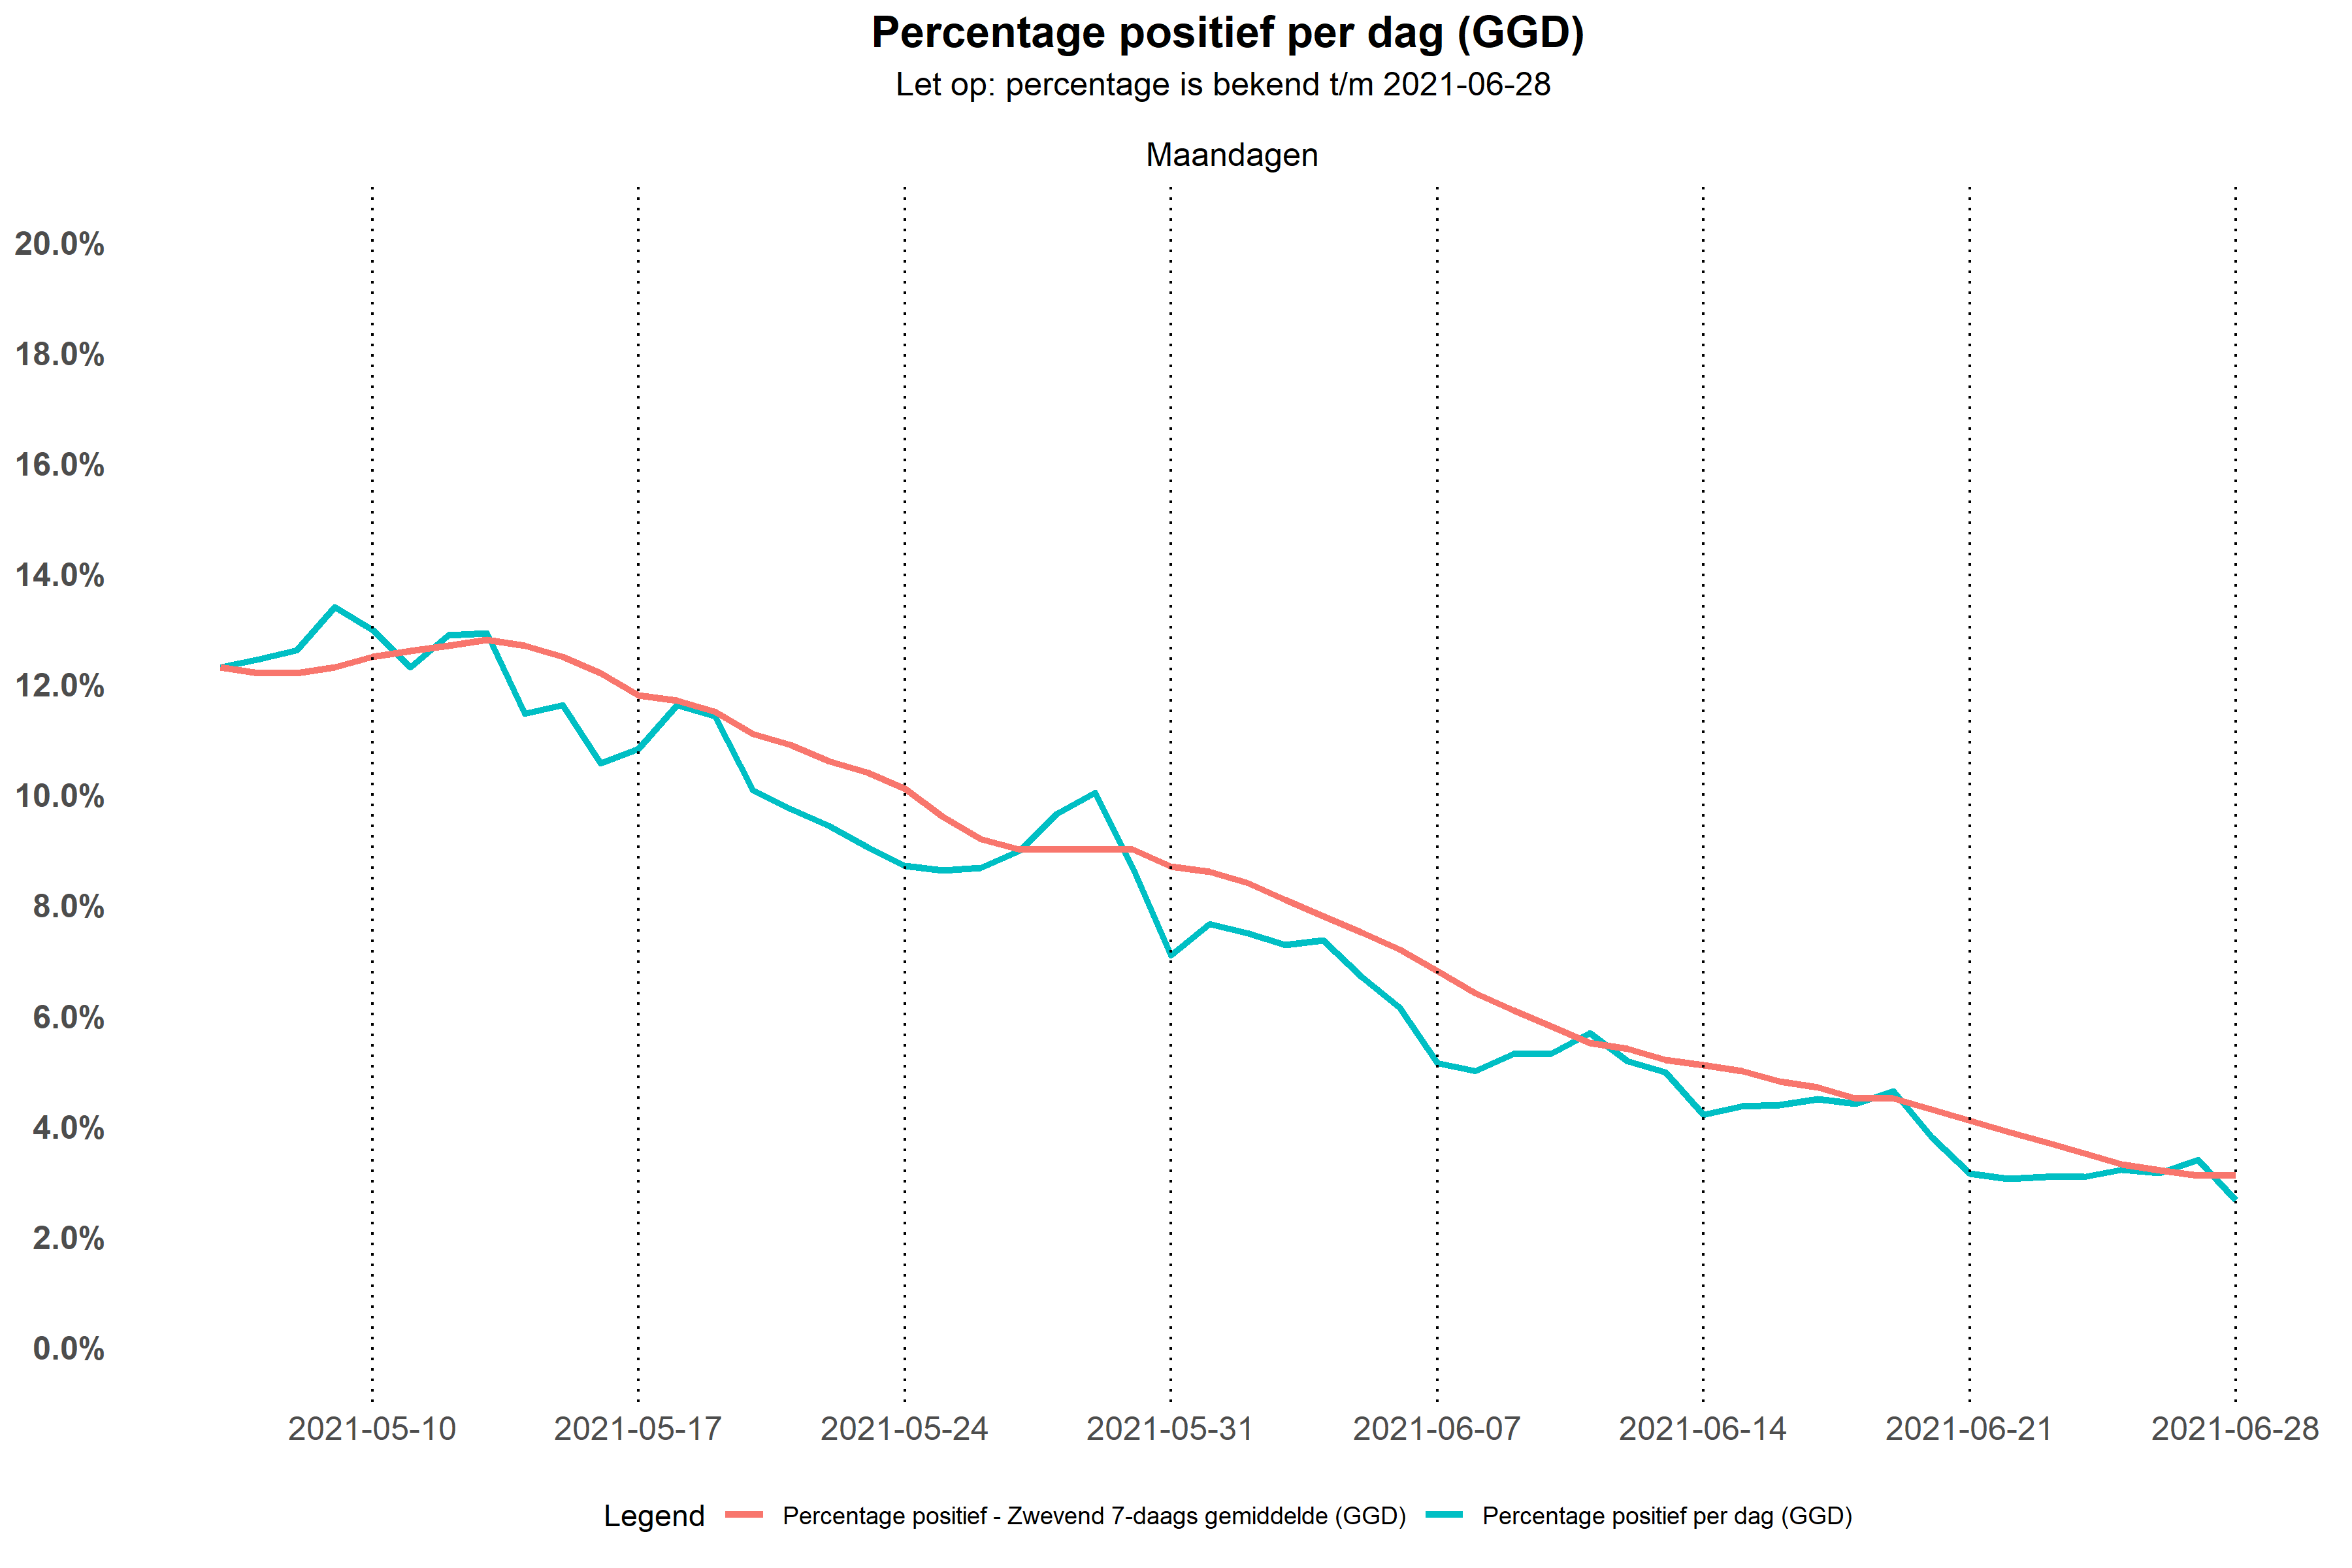 Percentage positief per dag (GGD)
Let op: percentage is bekend t/m 2021-06-28
Maandagen
20.0%
18.0%
16.0%
14.0%
12.0%
10.0%
8.0%
6.0%
4.0%
2.0%
0.0%
2021-05-10 2021-05-17 2021-05-24 2021-05-31 2021-06-07 2021-06-14 2021-06-21 2021-06-28
Legend Percentage positief - Zwevend 7-daags gemiddelde (GGD) Percentage positief per dag (GGD)